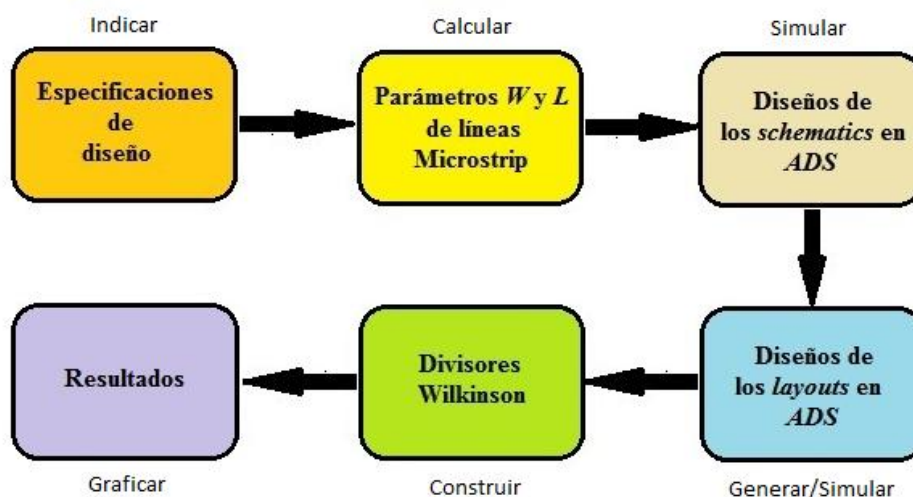 Indicar
Calcular
Simular
Especificaciones
de
diseño
Parámetros W y L
de líneas
Microstrip
Diseños de
los schematics en
ADS
Resultados
Divisores
Wilkinson
Diseños de
los layouts en
ADS
Graficar
Construir
Generar/Simular